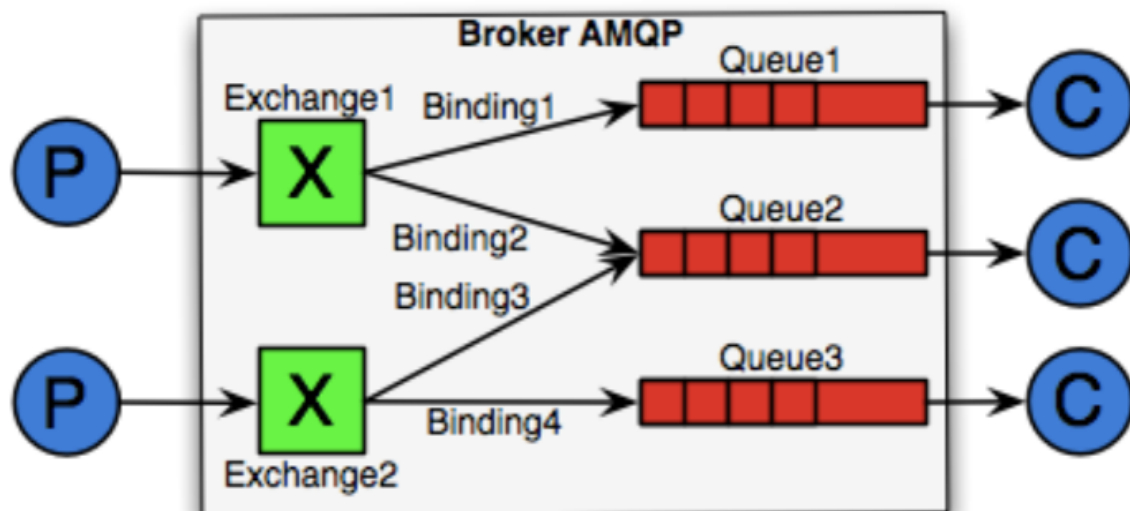 Broker AMQP
Queue1
Exchange1
Binding1
C
P
X
Queue2
Binding2
C
Binding3
Queue3
P
X
C
Binding4
Exchange2